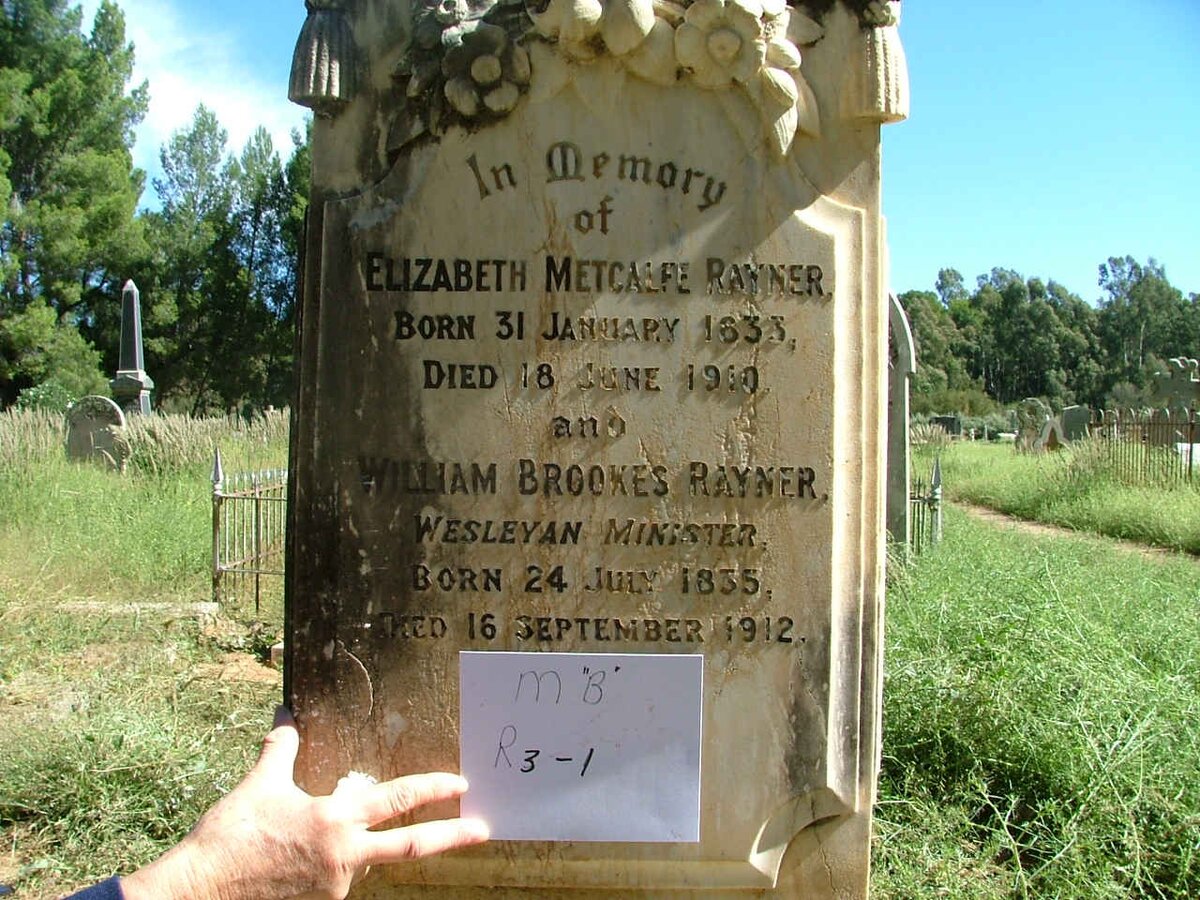 In Memory
of
ELIZABETH METCALFE RAYNER,
BORN 31 JANUARY 1833,
DIED 18 JUNE 1910.
and
WILLIAM BROOKES RAYNER,
WESLEYAN MINISTER,
BORN 24 JULY 1835,
DIED 16 SEPTEMBER 1912.
M "B"
R3-1